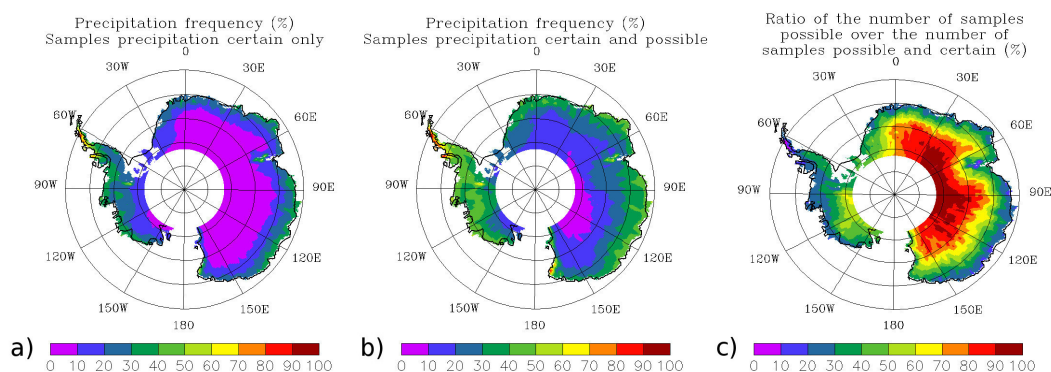 Precipitation frequency (%)
Samples precipitation certain only
0
30W
30E
60W
60E
90W
90E
120W
120E
150W
150E
180
a)
0 10 20 30 40 50 60 70 80 90 100
Precipitation frequency (%)
Samples precipitation certain and possible
0
30W
30E
60W
60E
90W
90E
120W
120E
150W
150E
180
b)
0 10 20 30 40 50 60 70 80 90 100
Ratio of the number of samples
possible over the number of
samples possible and certain (%)
0
30W
30E
60W
60E
90W
90E
120W
120E
150W
150E
180
c)
0 10 20 30 40 50 60 70 80 90 100